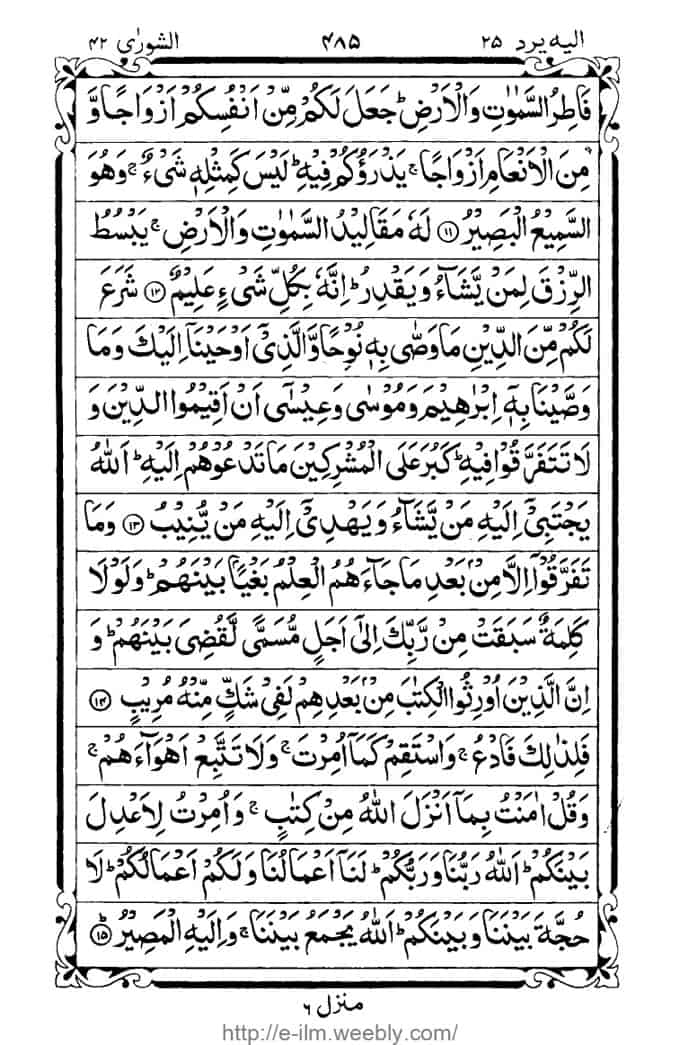 الیه یرد ۲۵ ۴۸۵ الشورٰی ۴۲
فَاطِرُ السَّمٰوٰتِ وَالْاَرْضِ ؕ جَعَلَ لَكُمْ مِّنْ اَنْفُسِكُمْ اَزْوَاجًا وَّ
مِنَ الْاَنْعَامِ اَزْوَاجًا ۚ يَذْرَؤُكُمْ فِيْهِ ؕ لَيْسَ كَمِثْلِهٖ شَیْءٌ ۚ وَهُوَ
السَّمِيْعُ الْبَصِيْرُ ﴿۱۱﴾ لَهٗ مَقَالِيْدُ السَّمٰوٰتِ وَالْاَرْضِ ۚ يَبْسُطُ
الرِّزْقَ لِمَنْ يَّشَآءُ وَيَقْدِرُ ؕ اِنَّهٗ بِكُلِّ شَیْءٍ عَلِيْمٌ ﴿۱۲﴾ شَرَعَ
لَكُمْ مِّنَ الدِّيْنِ مَا وَصّٰی بِهٖ نُوْحًا وَّالَّذِیْۤ اَوْحَيْنَاۤ اِلَيْكَ وَمَا
وَصَّيْنَا بِهٖۤ اِبْرٰهِيْمَ وَمُوْسٰی وَعِيْسٰۤی اَنْ اَقِيْمُوا الدِّيْنَ وَ
لَا تَتَفَرَّقُوْا فِيْهِ ؕ كَبُرَ عَلَی الْمُشْرِكِيْنَ مَا تَدْعُوْهُمْ اِلَيْهِ ؕ اَللّٰهُ
يَجْتَبِیْۤ اِلَيْهِ مَنْ يَّشَآءُ وَيَهْدِیْۤ اِلَيْهِ مَنْ يُّنِيْبُ ﴿۱۳﴾ وَمَا
تَفَرَّقُوْۤا اِلَّا مِنْۢ بَعْدِ مَا جَآءَهُمُ الْعِلْمُ بَغْيًۢا بَيْنَهُمْ ؕ وَلَوْلَا
كَلِمَةٌ سَبَقَتْ مِنْ رَّبِّكَ اِلٰۤی اَجَلٍ مُّسَمًّی لَّقُضِیَ بَيْنَهُمْ ؕ وَ
اِنَّ الَّذِيْنَ اُوْرِثُوا الْكِتٰبَ مِنْۢ بَعْدِهِمْ لَفِیْ شَكٍّ مِّنْهُ مُرِيْبٍ ﴿۱۴﴾
فَلِذٰلِكَ فَادْعُ ۚ وَاسْتَقِمْ كَمَاۤ اُمِرْتَ ۚ وَلَا تَتَّبِعْ اَهْوَآءَهُمْ ۚ
وَقُلْ اٰمَنْتُ بِمَاۤ اَنْزَلَ اللّٰهُ مِنْ كِتٰبٍ ۚ وَاُمِرْتُ لِاَعْدِلَ
بَيْنَكُمْ ؕ اَللّٰهُ رَبُّنَا وَرَبُّكُمْ ؕ لَنَاۤ اَعْمَالُنَا وَلَكُمْ اَعْمَالُكُمْ ؕ لَا
حُجَّةَ بَيْنَنَا وَبَيْنَكُمْ ؕ اَللّٰهُ يَجْمَعُ بَيْنَنَا ۚ وَاِلَيْهِ الْمَصِيْرُ ﴿۱۵﴾ؕ
منزل ۶
http://e-ilm.weebly.com/